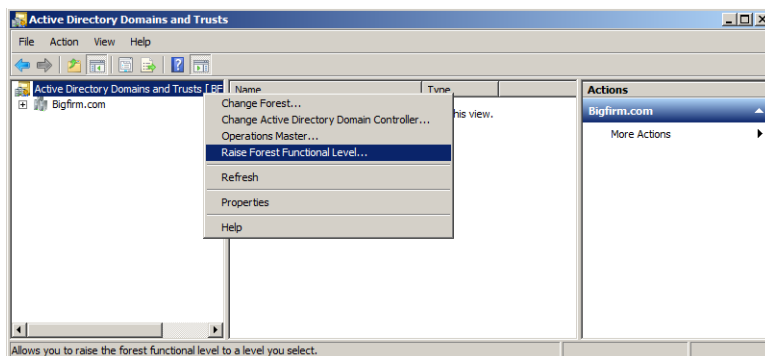 Active Directory Domains and Trusts
File Action View Help
Active Directory Domains and Trusts [ BF
Name Type
Actions
Bigfirm.com
Change Forest...
his view.
Bigfirm.com
Change Active Directory Domain Controller...
More Actions
Operations Master...
Raise Forest Functional Level...
Refresh
Properties
Help
Allows you to raise the forest functional level to a level you select.